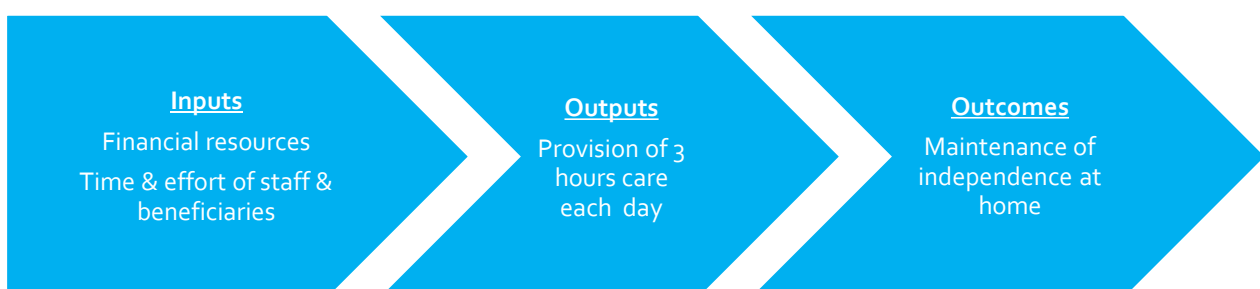 Inputs
Financial resources
Time & effort of staff &
beneficiaries
Outputs
Provision of 3
hours care
each day
Outcomes
Maintenance of
independence at
home